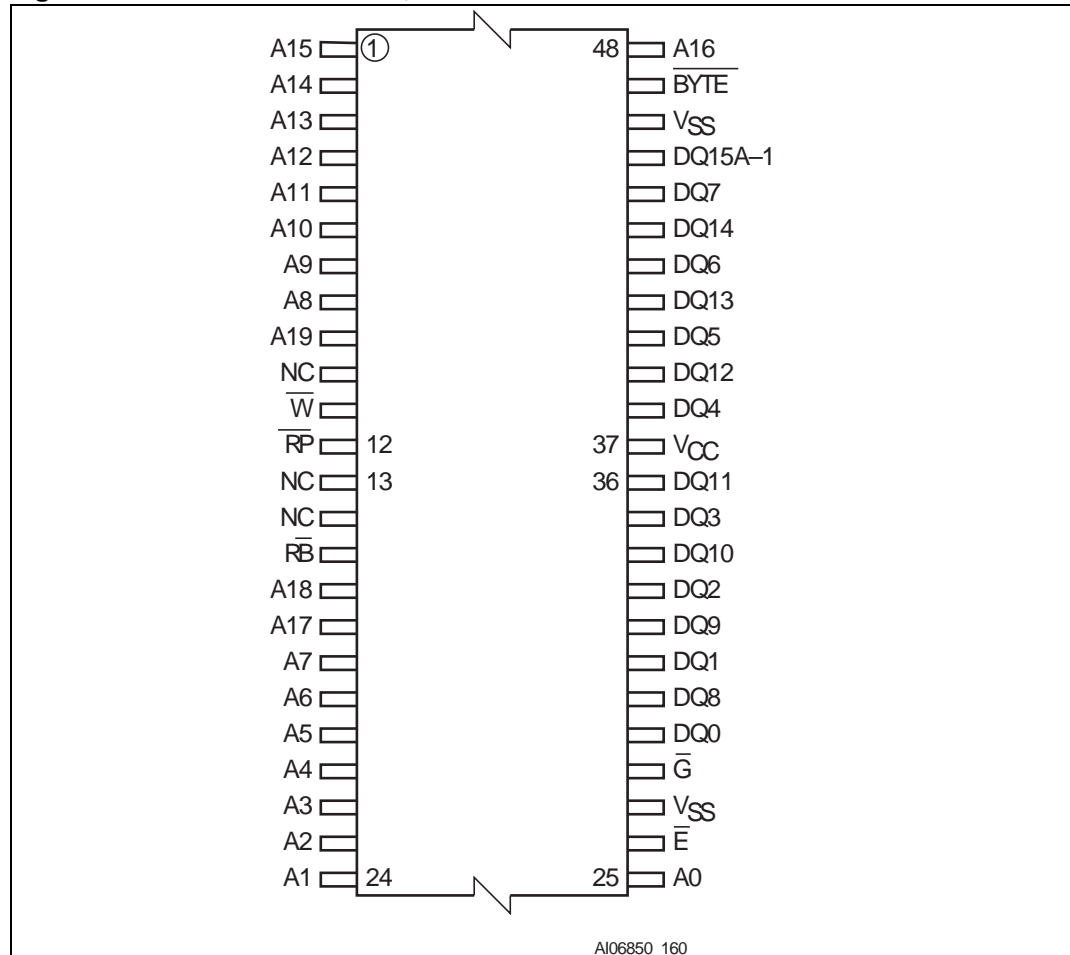 A15 1 48 A16
A14 BYTE
A13 VSS
A12 DQ15A–1
A11 DQ7
A10 DQ14
A9 DQ6
A8 DQ13
A19 DQ5
NC DQ12
W DQ4
RP 12 37 VCC
NC 13 36 DQ11
NC DQ3
RB DQ10
A18 DQ2
A17 DQ9
A7 DQ1
A6 DQ8
A5 DQ0
A4 G
A3 VSS
A2 E
A1 24 25 A0
AI06850_160